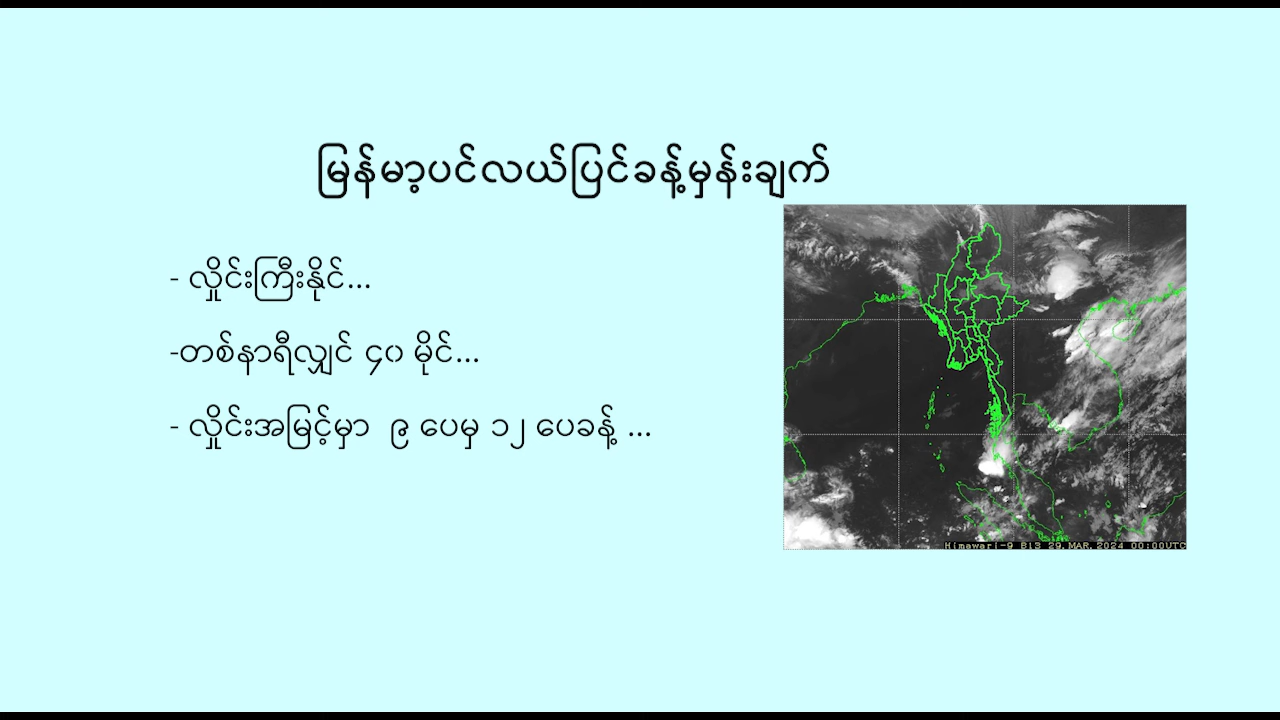 မြန်မာ့ပင်လယ်ပြင်ခန့်မှန်းချက်
- လှိုင်းကြီးနိုင်...
-တစ်နာရီလျှင် ၄၀ မိုင်...
- လှိုင်းအမြင့်မှာ ၉ ပေမှ ၁၂ ပေခန့် ...
Himawari-9 B13 29.MAR.2024 00:00UTC